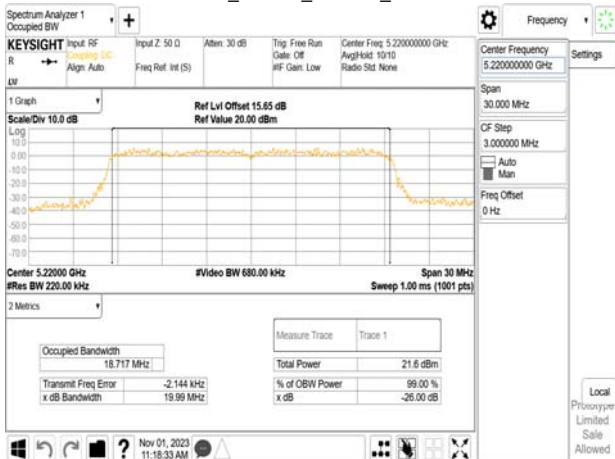 Spectrum Analyzer 1
Occupied BW
Frequency
KEYSIGHT
Input: RF
Coupling: DC
Align: Auto
Input Z: 50 Ω
Freq Ref: Int (S)
Atten: 30 dB
Trig: Free Run
Gate: Off
#IF Gain: Low
Center Freq: 5.220000000 GHz
Avg|Hold: 10/10
Radio Std: None
R
LXI
Center Frequency
5.220000000 GHz
Settings
Span
30.000 MHz
CF Step
3.000000 MHz
Auto
Man
Freq Offset
0 Hz
1 Graph
Scale/Div 10.0 dB
Ref Lvl Offset 15.65 dB
Ref Value 20.00 dBm
Log
10.0
0.00
-10.0
-20.0
-30.0
-40.0
-50.0
-60.0
-70.0
Center 5.22000 GHz
#Res BW 220.00 kHz
#Video BW 680.00 kHz
Span 30 MHz
Sweep 1.00 ms (1001 pts)
2 Metrics
Measure Trace
Trace 1
Occupied Bandwidth
18.717 MHz
Total Power
21.6 dBm
Transmit Freq Error
-2.144 kHz
% of OBW Power
99.00 %
x dB Bandwidth
19.99 MHz
x dB
-26.00 dB
Local
Prototype
Limited
Sale
Allowed
?
Nov 01, 2023
11:18:33 AM